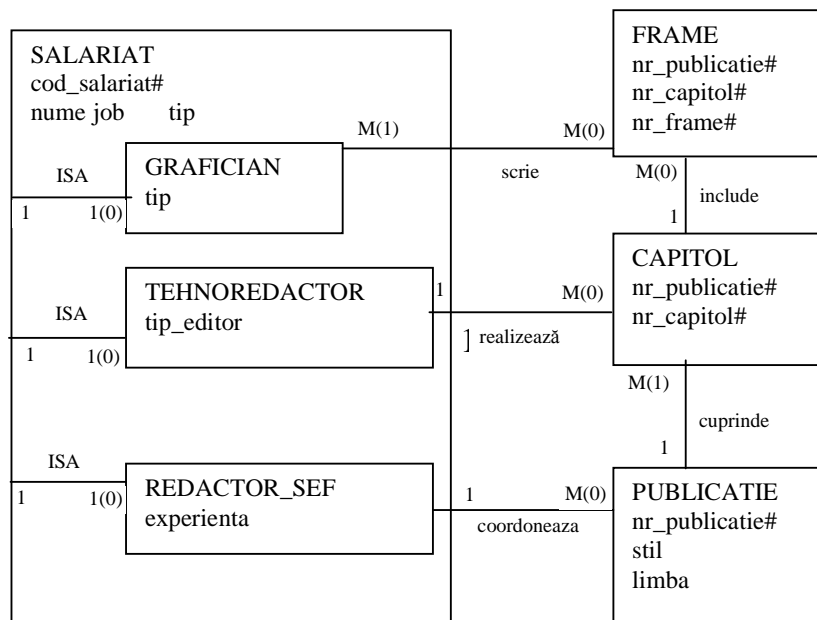 SALARIAT
cod_salariat#
nume job tip
FRAME
nr_publicatie#
nr_capitol#
nr_frame#
M(1)
M(0)
scrie
ISA
GRAFICIAN
tip
1
1(0)
M(0)
include
1
CAPITOL
nr_publicatie#
nr_capitol#
ISA
TEHNOREDACTOR
tip_editor
1
M(0)
realizează
1
1(0)
M(1)
cuprinde
1
ISA
REDACTOR_SEF
experienta
1
M(0)
coordoneaza
1
1(0)
PUBLICATIE
nr_publicatie#
stil
limba